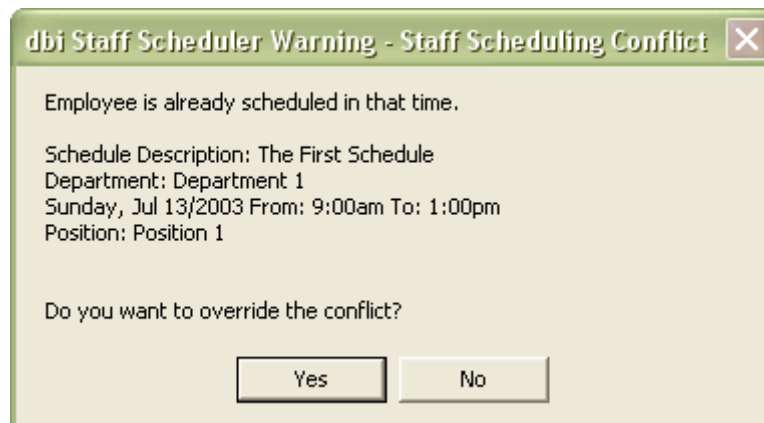 dbi Staff Scheduler Warning - Staff Scheduling Conflict
Employee is already scheduled in that time.
Schedule Description: The First Schedule
Department: Department 1
Sunday, Jul 13/2003 From: 9:00am To: 1:00pm
Position: Position 1
Do you want to override the conflict?
Yes No